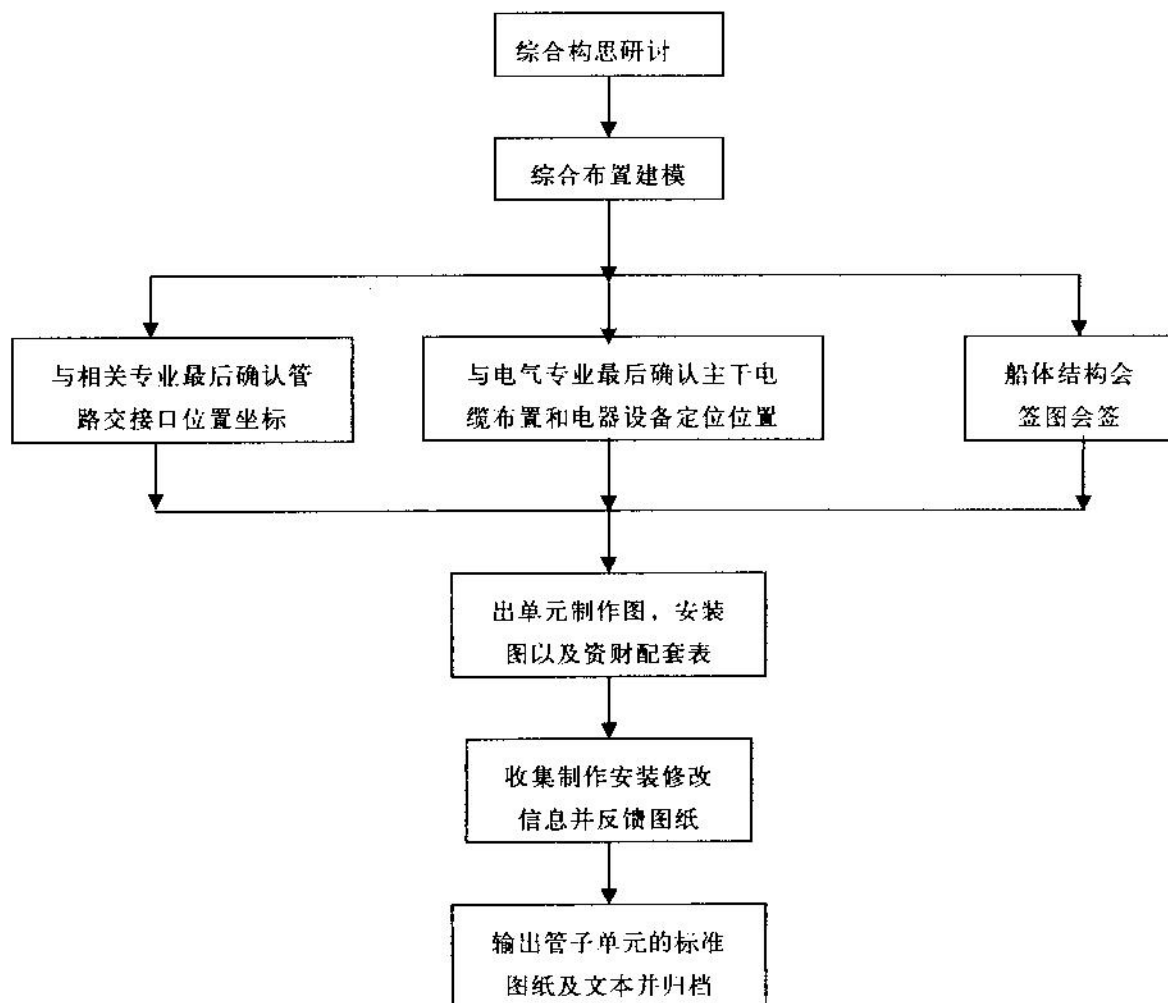 综合构思研讨
综合布置建模
与相关专业最后确认管
路交接口位置坐标
与电气专业最后确认主干电
缆布置和电器设备定位位置
船体结构会
签图会签
出单元制作图，安装
图以及资财配套表
收集制作安装修改
信息并反馈图纸
输出管子单元的标准
图纸及文本并归档